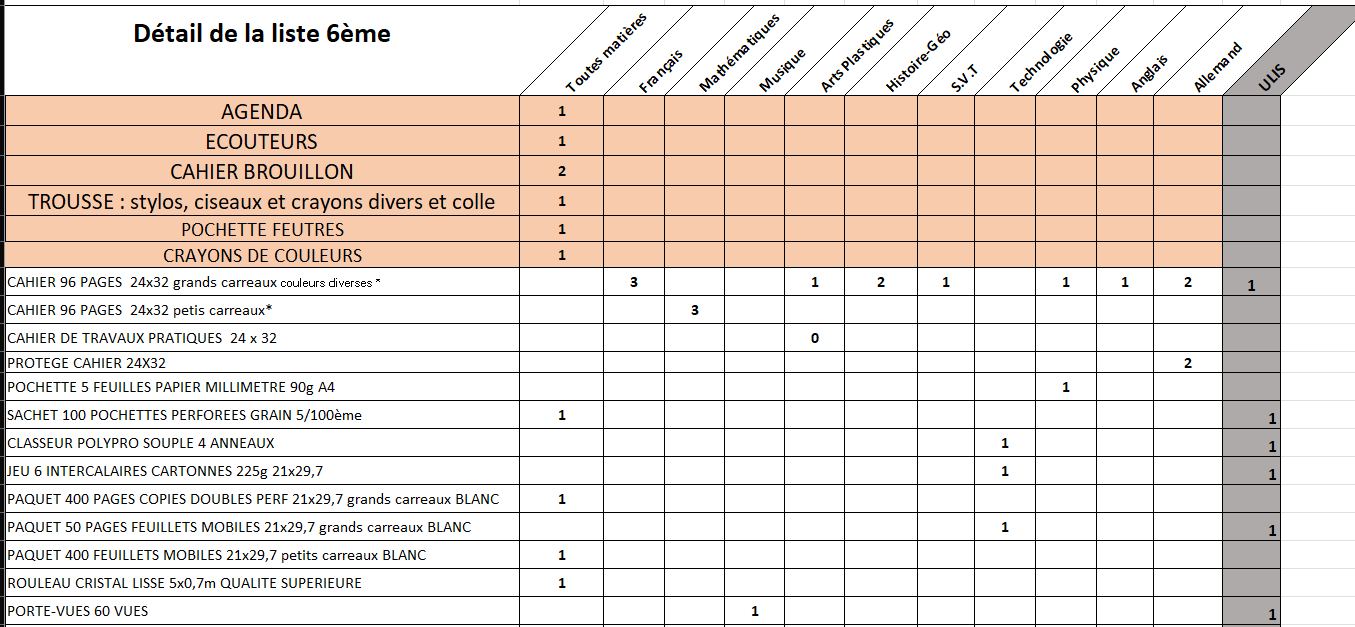 Détail de la liste 6ème
Toutes matières Français Mathématiques Musique Arts Plastiques Histoire-Géo S.V.T Technologie Physique Anglais Allemand ULIS
AGENDA 1
ECOUTEURS 1
CAHIER BROUILLON 2
TROUSSE : stylos, ciseaux et crayons divers et colle 1
POCHETTE FEUTRES 1
CRAYONS DE COULEURS 1
CAHIER 96 PAGES 24x32 grands carreaux couleurs diverses * 3 1 2 1 1 1 2 1
CAHIER 96 PAGES 24x32 petis carreaux* 3
CAHIER DE TRAVAUX PRATIQUES 24 x 32 0
PROTEGE CAHIER 24X32 2
POCHETTE 5 FEUILLES PAPIER MILLIMETRE 90g A4 1
SACHET 100 POCHETTES PERFOREES GRAIN 5/100ème 1 1
CLASSEUR POLYPRO SOUPLE 4 ANNEAUX 1 1
JEU 6 INTERCALAIRES CARTONNES 225g 21x29,7 1 1
PAQUET 400 PAGES COPIES DOUBLES PERF 21x29,7 grands carreaux BLANC 1
PAQUET 50 PAGES FEUILLETS MOBILES 21x29,7 grands carreaux BLANC 1 1
PAQUET 400 FEUILLETS MOBILES 21x29,7 petits carreaux BLANC 1
ROULEAU CRISTAL LISSE 5x0,7m QUALITE SUPERIEURE 1
PORTE-VUES 60 VUES 1 1